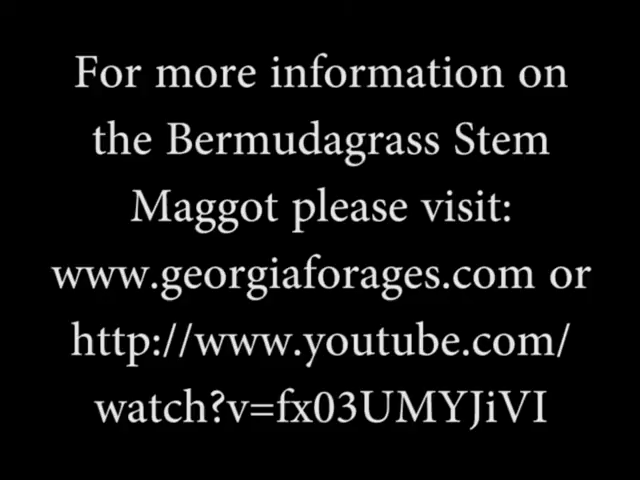 For more information on
the Bermudagrass Stem
Maggot please visit:
www.georgiaforages.com or
http://www.youtube.com/
watch?v=fx03UMYJiVI